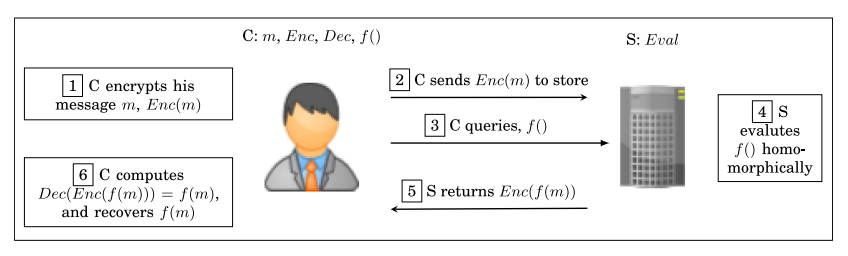 C: m, Enc, Dec, f()
S: Eval
1 C encrypts his
message m, Enc(m)
2 C sends Enc(m) to store
3 C queries, f()
4 S
evalutes
f() homo-
morphically
5 S returns Enc(f(m))
6 C computes
Dec(Enc(f(m))) = f(m),
and recovers f(m)